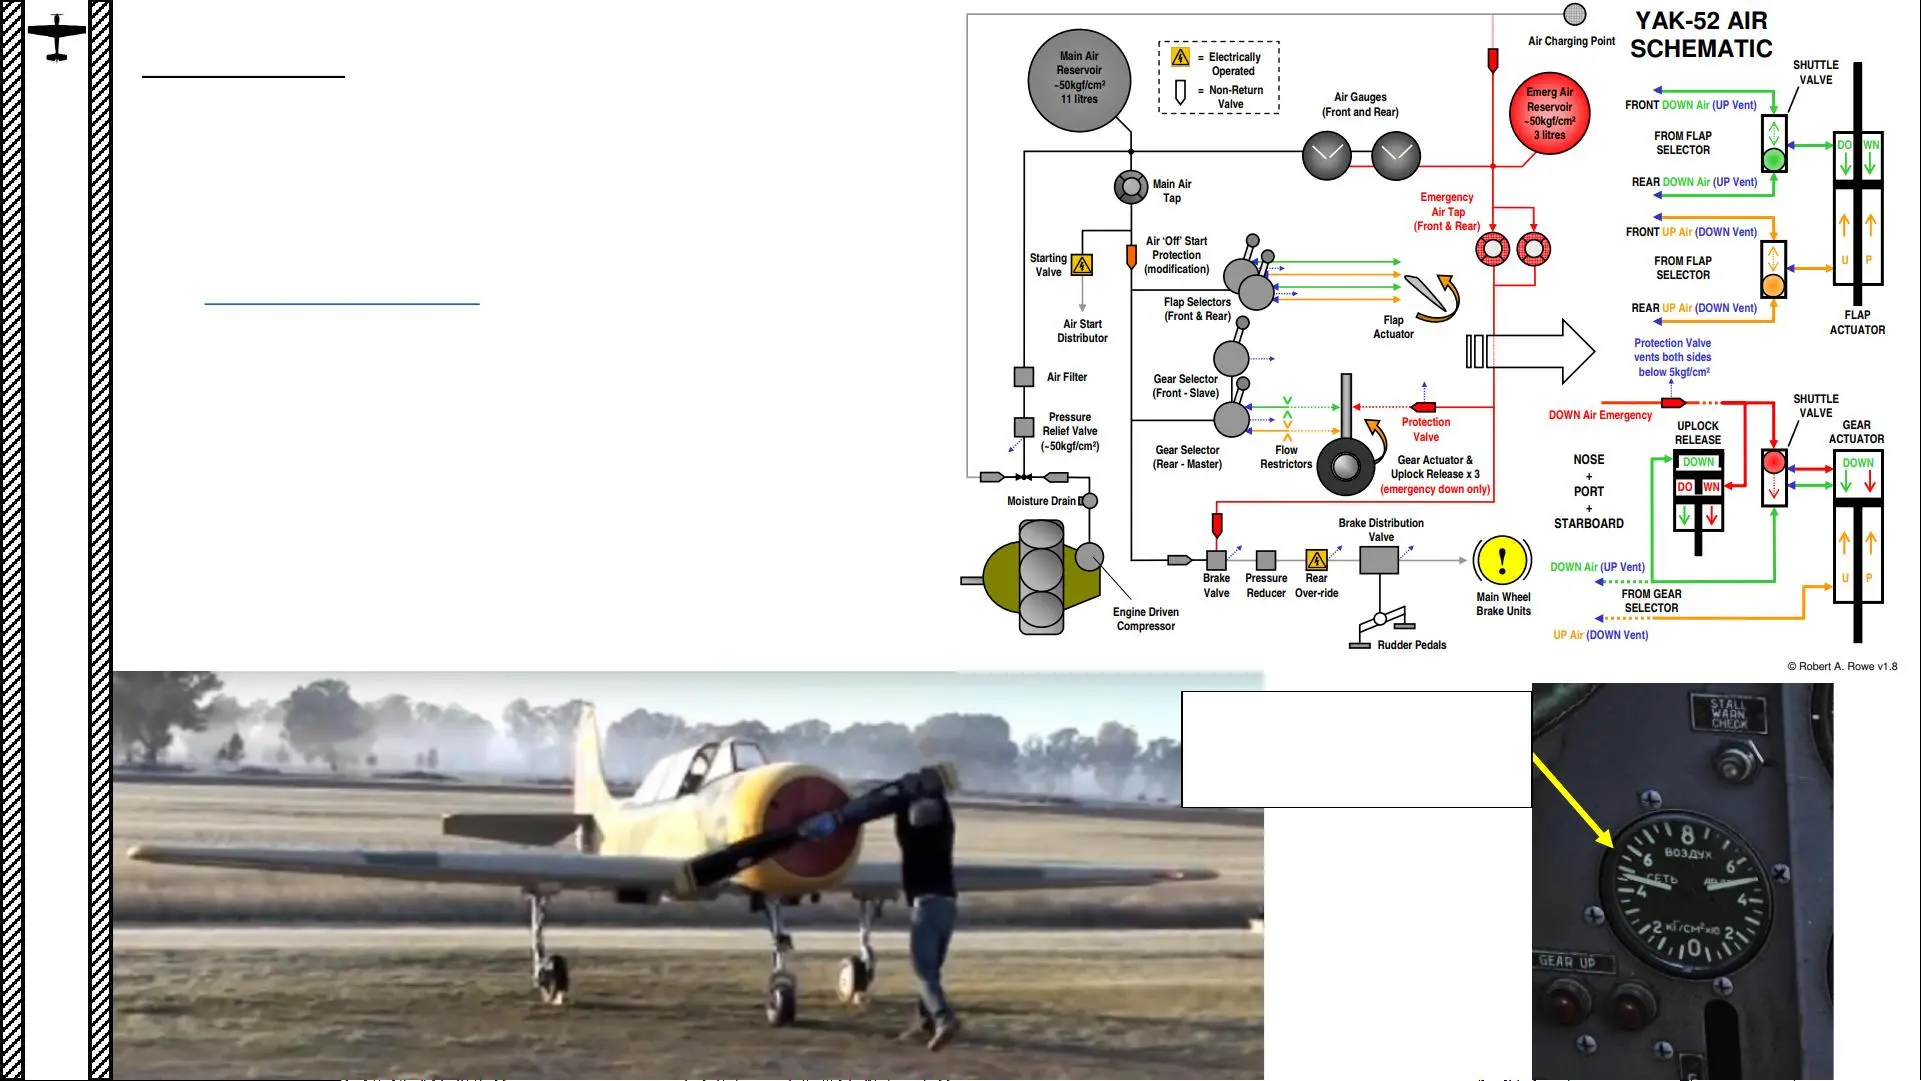 YAK-52 AIR
SCHEMATIC
Air Charging Point
Main Air
Reservoir
~50kgf/cm²
11 litres
= Electrically
Operated
= Non-Return
Valve
Air Gauges
(Front and Rear)
Emerg Air
Reservoir
~50kgf/cm²
3 litres
Main Air
Tap
Emergency
Air Tap
(Front & Rear)
Starting
Valve
Air ‘Off’ Start
Protection
(modification)
Flap Selectors
(Front & Rear)
Flap
Actuator
Air Start
Distributor
Air Filter
Gear Selector
(Front - Slave)
Pressure
Relief Valve
(~50kgf/cm²)
Gear Selector
(Rear - Master)
Flow
Restrictors
Protection
Valve
Gear Actuator &
Uplock Release x 3
(emergency down only)
Moisture Drain
Brake Distribution
Valve
Brake
Valve
Pressure
Reducer
Rear
Over-ride
!
Main Wheel
Brake Units
Engine Driven
Compressor
Rudder Pedals
SHUTTLE
VALVE
FRONT DOWN Air (UP Vent)
FROM FLAP
SELECTOR
DO WN
REAR DOWN Air (UP Vent)
FRONT UP Air (DOWN Vent)
FROM FLAP
SELECTOR
U P
REAR UP Air (DOWN Vent)
FLAP
ACTUATOR
Protection Valve
vents both sides
below 5kgf/cm²
DOWN Air Emergency
SHUTTLE
VALVE
UPLOCK
RELEASE
GEAR
ACTUATOR
NOSE
+
PORT
+
STARBOARD
DOWN
DO WN
DOWN
U P
DOWN Air (UP Vent)
FROM GEAR
SELECTOR
UP Air (DOWN Vent)
© Robert A. Rowe v1.8
STALL
WARN
CHECK
8
ВОЗДУХ
6 6
СЕТЬ
4 4
2 КГ/СМ²х10 2
0
GEAR UP